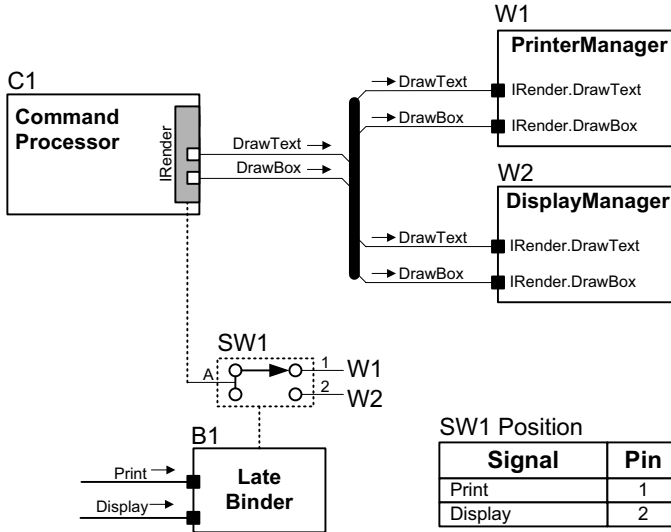 W1
PrinterManager
DrawText
IRender.DrawText
DrawBox
IRender.DrawBox
C1
Command
Processor
IRender
DrawText
DrawBox
W2
DisplayManager
DrawText
IRender.DrawText
DrawBox
IRender.DrawBox
SW1
A
1
W1
2
W2
B1
Print
Display
Late
Binder
SW1 Position
Signal Pin
Print 1
Display 2